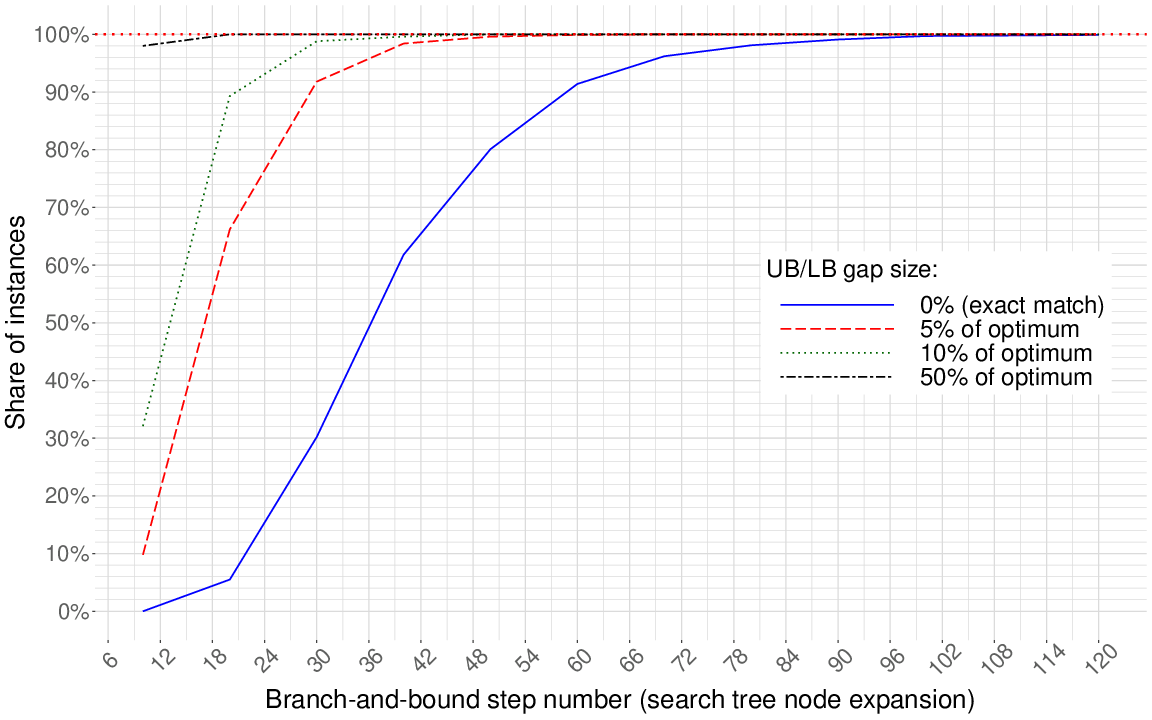 100%
90%
80%
70%
60%
50%
40%
30%
20%
10%
0%
Share of instances
UB/LB gap size:
0% (exact match)
5% of optimum
10% of optimum
50% of optimum
6 12 18 24 30 36 42 48 54 60 66 72 78 84 90 96 102 108 114 120
Branch-and-bound step number (search tree node expansion)